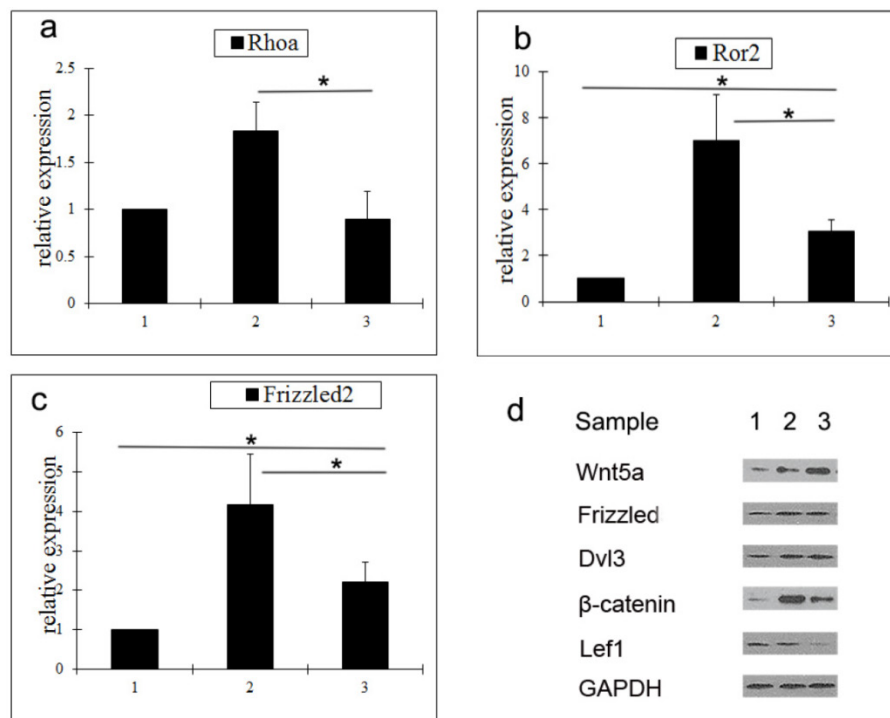 a
Rhoa
relative expression
2.5
2
1.5
1
0.5
0
*
1 2 3
b
Ror2
relative expression
10
8
6
4
2
0
*
*
1 2 3
c
Frizzled2
relative expression
6
5
4
3
2
1
0
*
*
1 2 3
d
Sample 1 2 3
Wnt5a
Frizzled
Dvl3
β-catenin
Lef1
GAPDH